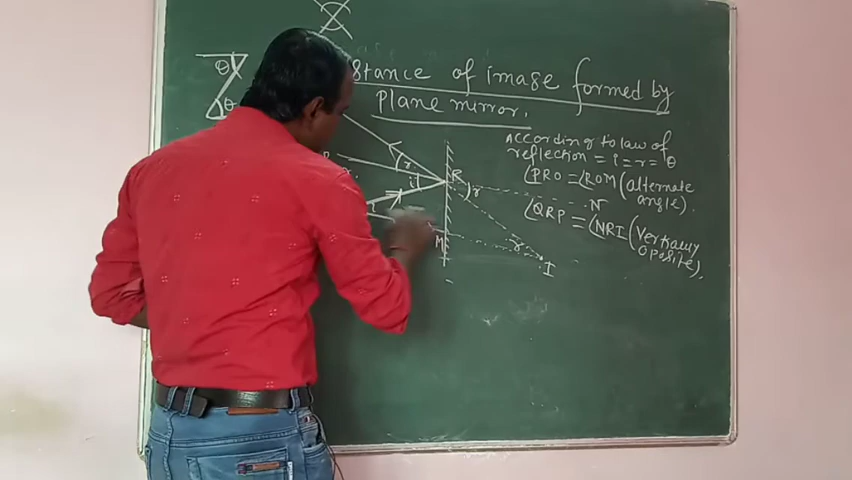 stance of image formed by
plane mirror.
According to law of
reflection = i = r = θ
∠PRO = ∠ROM (alternate
angle).
∠QRP = ∠NRI (Vertically
oposite).
θ
θ
r
i
R
r
N
i
M
r
I